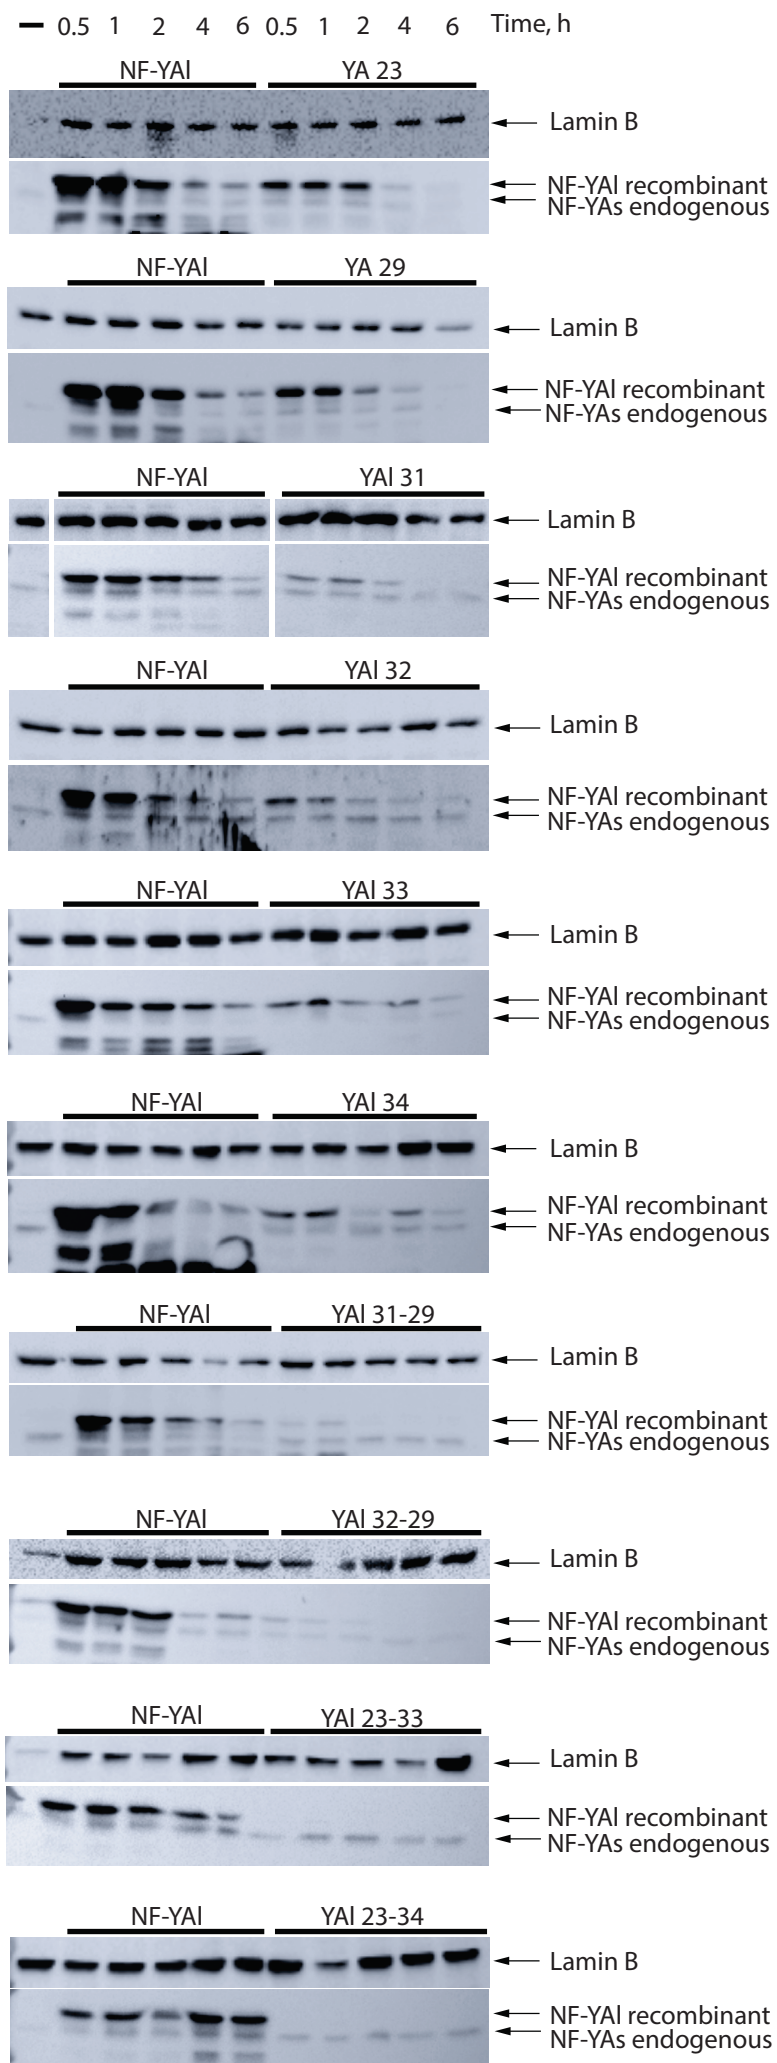 – 0.5 1 2 4 6 0.5 1 2 4 6 Time, h
NF-YAl YA 23
Lamin B
NF-YAl recombinant
NF-YAs endogenous
NF-YAl YA 29
Lamin B
NF-YAl recombinant
NF-YAs endogenous
NF-YAl YAl 31
Lamin B
NF-YAl recombinant
NF-YAs endogenous
NF-YAl YAl 32
Lamin B
NF-YAl recombinant
NF-YAs endogenous
NF-YAl YAl 33
Lamin B
NF-YAl recombinant
NF-YAs endogenous
NF-YAl YAl 34
Lamin B
NF-YAl recombinant
NF-YAs endogenous
NF-YAl YAl 31-29
Lamin B
NF-YAl recombinant
NF-YAs endogenous
NF-YAl YAl 32-29
Lamin B
NF-YAl recombinant
NF-YAs endogenous
NF-YAl YAl 23-33
Lamin B
NF-YAl recombinant
NF-YAs endogenous
NF-YAl YAl 23-34
Lamin B
NF-YAl recombinant
NF-YAs endogenous